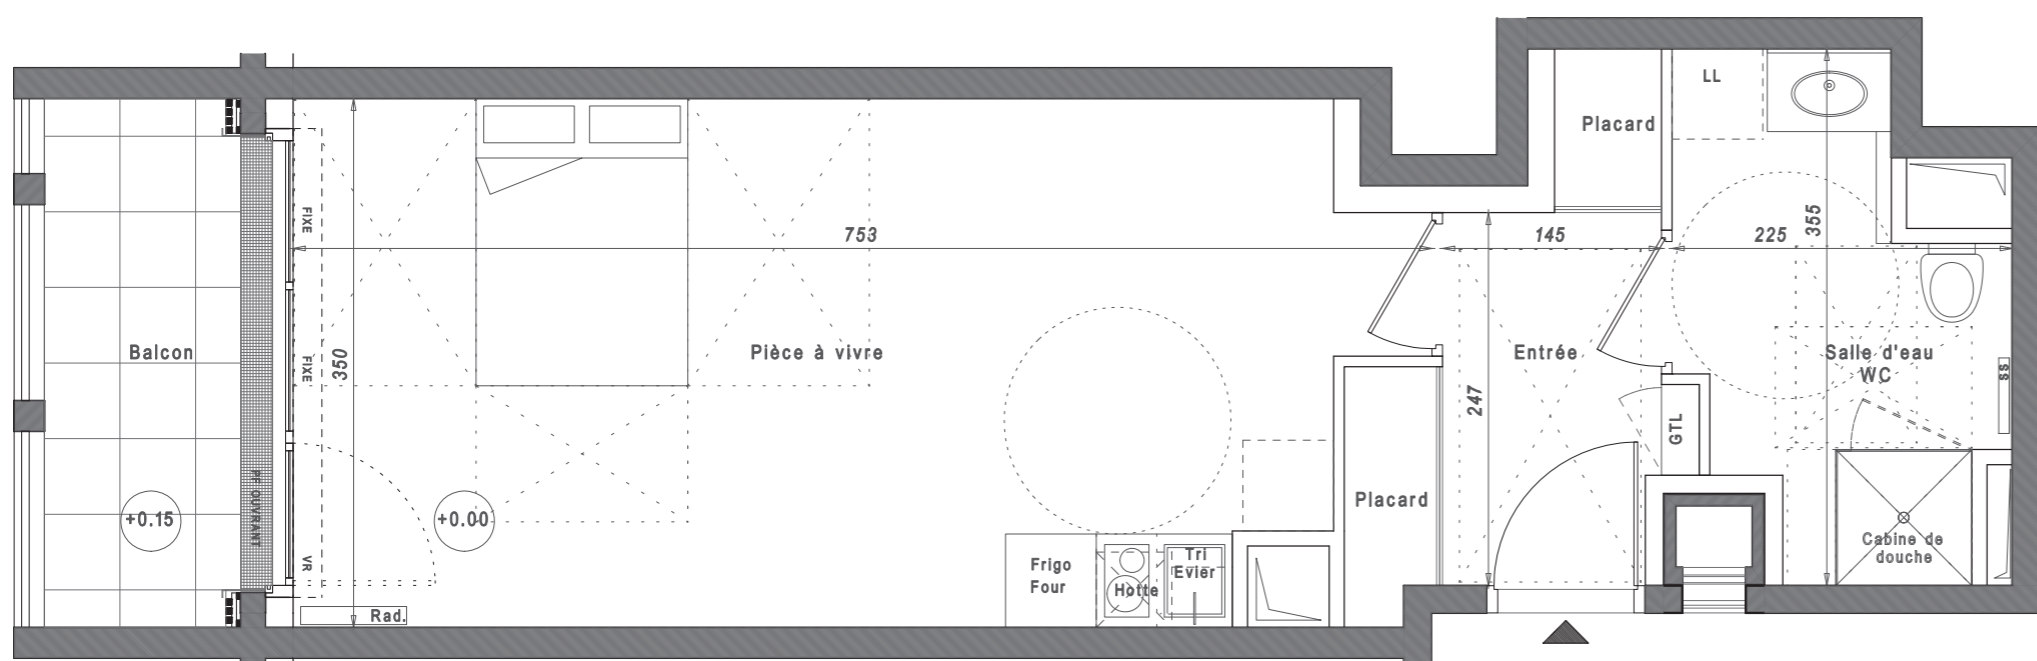 LL
Placard
FIXE
753
145
355
225
Balcon
FIXE
350
Pièce à vivre
Entrée
Salle d'eau
WC
SS
247
GTL
PF OUVRANT
+0.15
+0.00
Placard
VR
Frigo
Four
Hotte
Tri
Evier
Cabine de
douche
Rad.